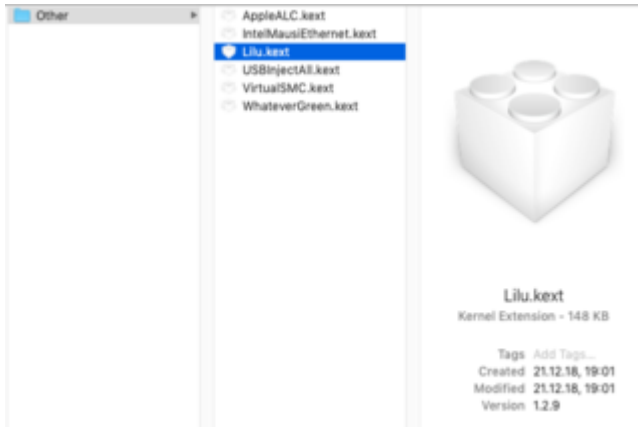 Other
AppleALC.kext
IntelMausiEthernet.kext
Lilu.kext
USBInjectAll.kext
VirtualSMC.kext
WhateverGreen.kext
Lilu.kext
Kernel Extension - 148 KB
Tags Add Tags...
Created 21.12.18, 19:01
Modified 21.12.18, 19:01
Version 1.2.9